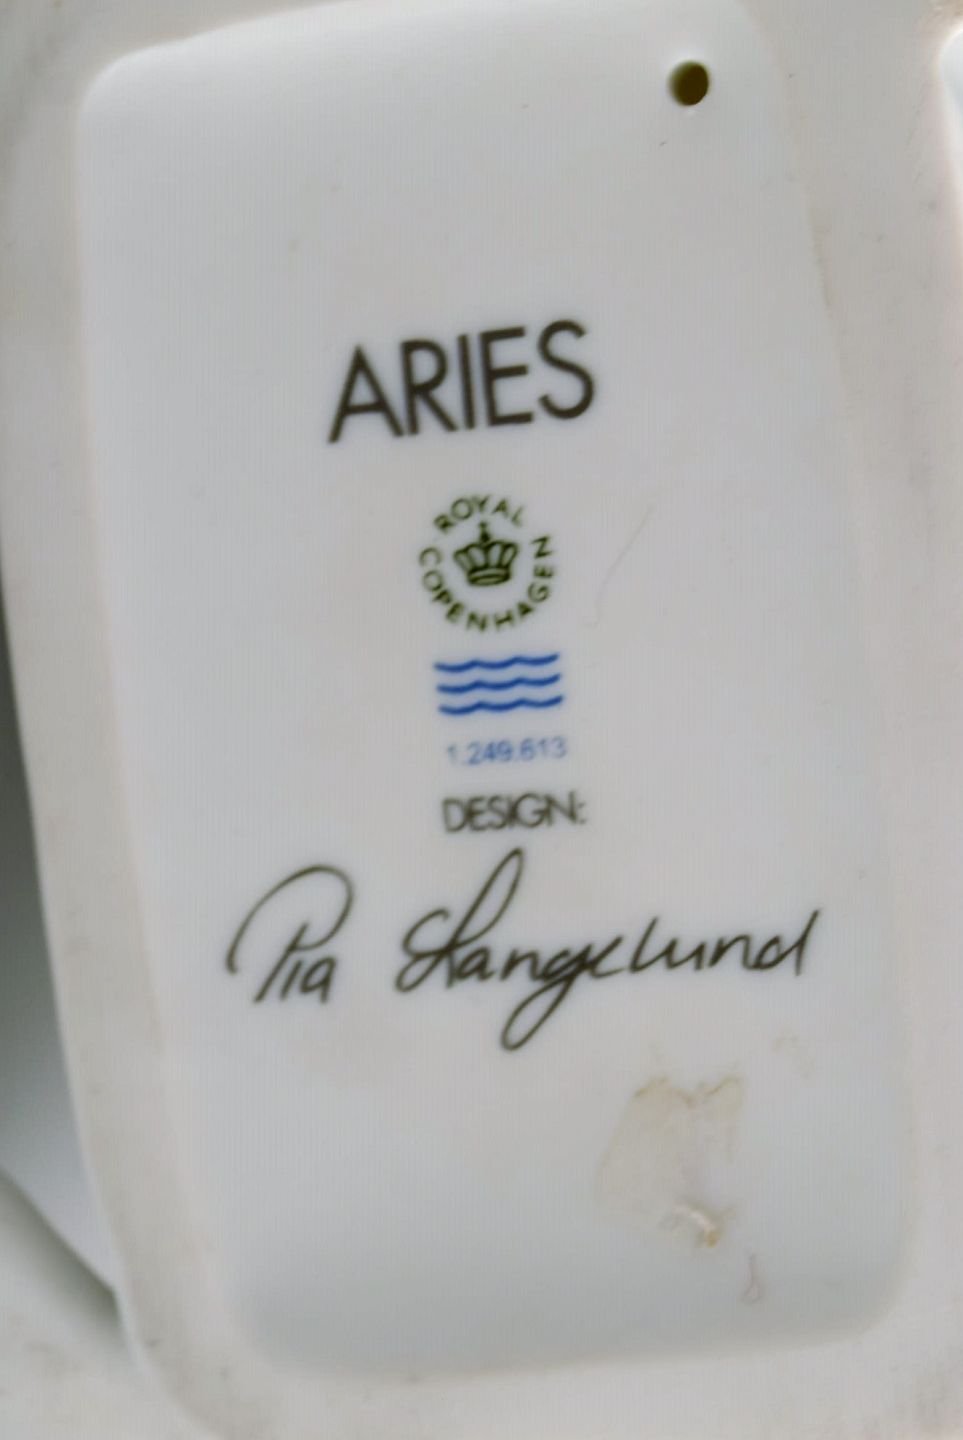 ARIES
ROYAL COPENHAGEN
1.249.613
DESIGN:
Pia Langelund